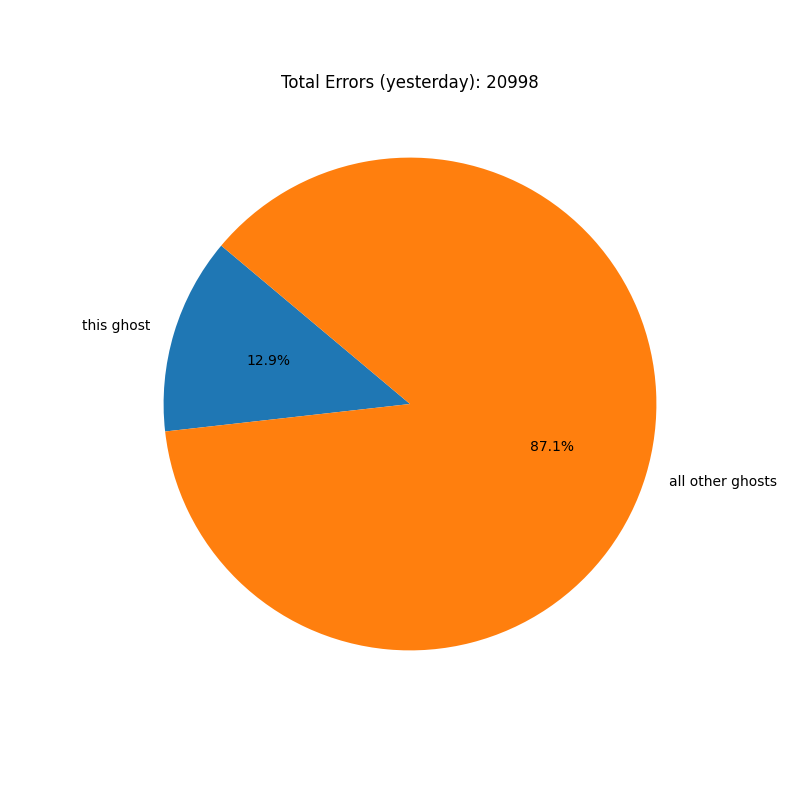 Total Errors (yesterday): 20998
this ghost
12.9%
87.1%
all other ghosts